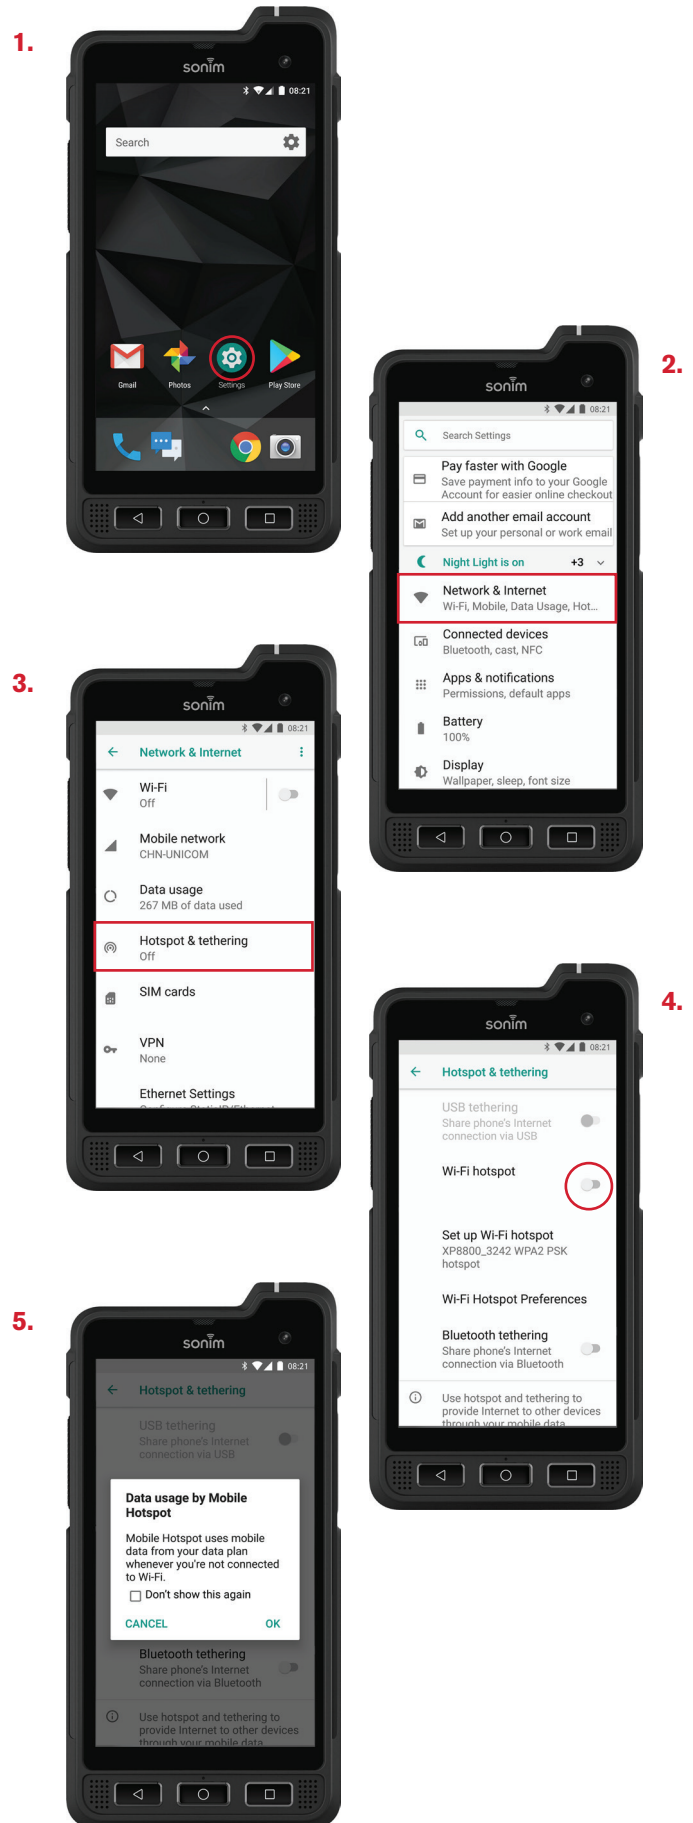 1.
sonim
08:21
Search
Gmail
Photos
Settings
Play Store
2.
sonim
08:21
Search Settings
Pay faster with Google
Save payment info to your Google
Account for easier online checkout
Add another email account
Set up your personal or work email
Night Light is on +3
Network & Internet
Wi-Fi, Mobile, Data Usage, Hot...
Connected devices
Bluetooth, cast, NFC
Apps & notifications
Permissions, default apps
Battery
100%
Display
Wallpaper, sleep, font size
3.
sonim
08:21
Network & Internet
Wi-Fi
Off
Mobile network
CHN-UNICOM
Data usage
267 MB of data used
Hotspot & tethering
Off
SIM cards
VPN
None
Ethernet Settings
4.
sonim
08:21
Hotspot & tethering
USB tethering
Share phone's Internet
connection via USB
Wi-Fi hotspot
Set up Wi-Fi hotspot
XP8800_3242 WPA2 PSK
hotspot
Wi-Fi Hotspot Preferences
Bluetooth tethering
Share phone's Internet
connection via Bluetooth
Use hotspot and tethering to
provide Internet to other devices
through your mobile data
5.
sonim
08:21
Hotspot & tethering
USB tethering
Share phone's Internet
connection via USB
Data usage by Mobile
Hotspot
Mobile Hotspot uses mobile
data from your data plan
whenever you're not connected
to Wi-Fi.
Don't show this again
CANCEL OK
Bluetooth tethering
Share phone's Internet
connection via Bluetooth
Use hotspot and tethering to
provide Internet to other devices
through your mobile data